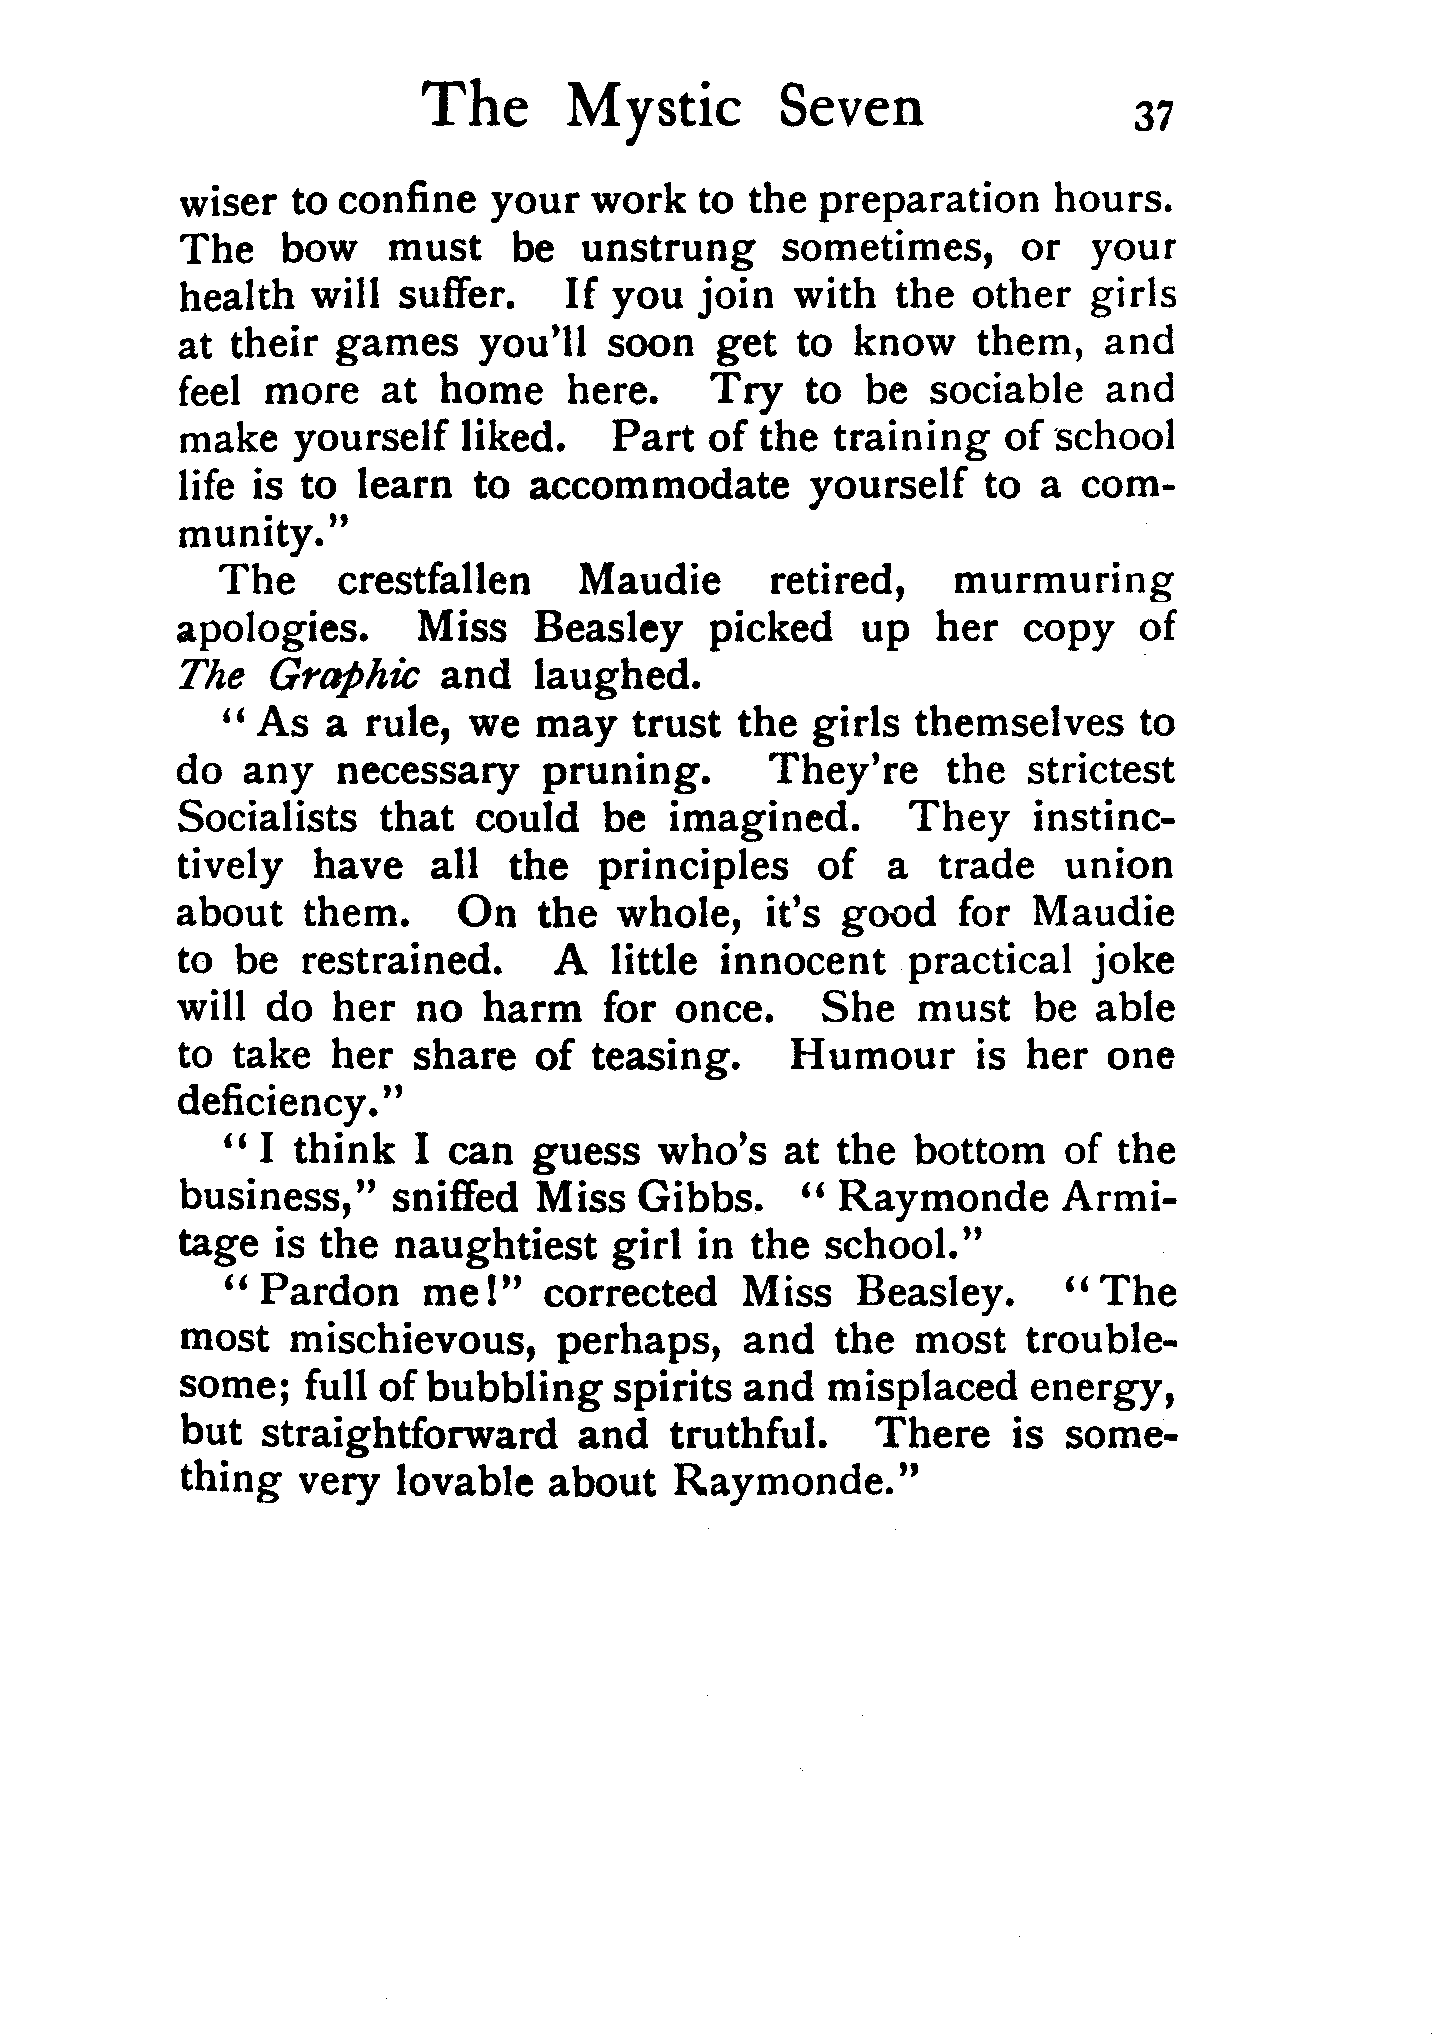 The Mystic Seven 37
wiser to confine your work to the preparation hours.
The bow must be unstrung sometimes, or your
health will suffer. If you join with the other girls
at their games you'll soon get to know them, and
feel more at home here. Try to be sociable and
make yourself liked. Part of the training of school
life is to learn to accommodate yourself to a com-
munity."
The crestfallen Maudie retired, murmuring
apologies. Miss Beasley picked up her copy of
The Graphic and laughed.
"As a rule, we may trust the girls themselves to
do any necessary pruning. They're the strictest
Socialists that could be imagined. They instinc-
tively have all the principles of a trade union
about them. On the whole, it's good for Maudie
to be restrained. A little innocent practical joke
will do her no harm for once. She must be able
to take her share of teasing. Humour is her one
deficiency."
"I think I can guess who's at the bottom of the
business," sniffed Miss Gibbs. "Raymonde Armi-
tage is the naughtiest girl in the school."
"Pardon me!" corrected Miss Beasley. "The
most mischievous, perhaps, and the most trouble-
some; full of bubbling spirits and misplaced energy,
but straightforward and truthful. There is some-
thing very lovable about Raymonde."